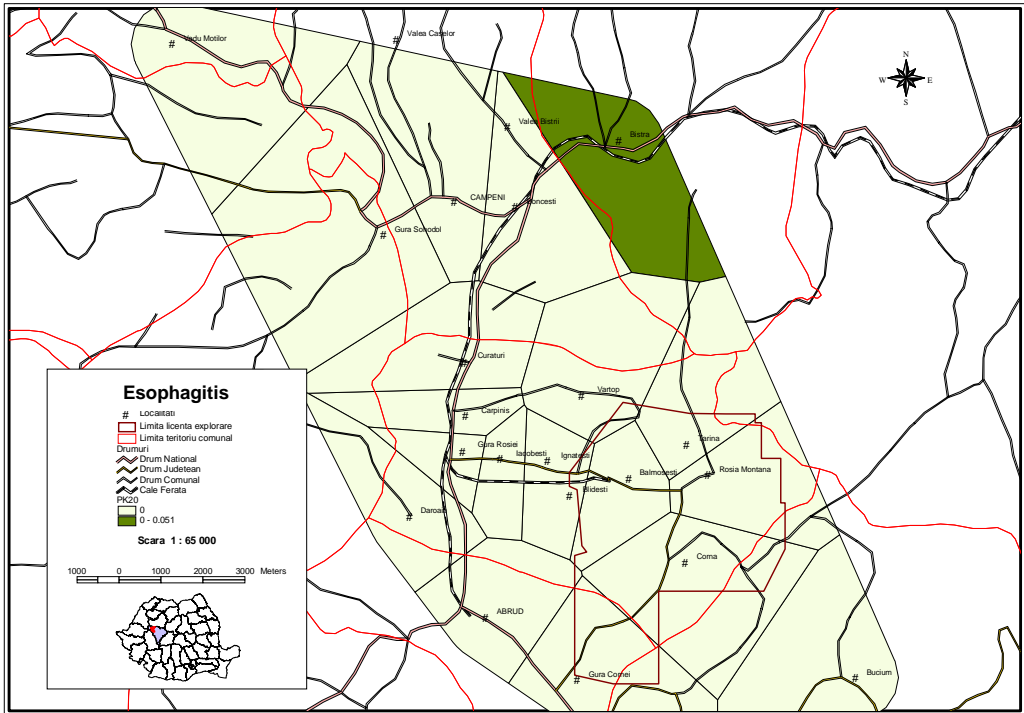 Vadu Motilor
Valea Caselor
N
W E
S
Valea Bistrii
Bistra
CAMPENI
Boncesti
Gura Sohodol
Curaturi
Vartop
Carpinis
Gura Rosiei
Iacobesti
Ignatesti
Tarina
Balmosesti
Rosia Montana
Blidesti
Daroaia
Corna
ABRUD
Gura Cornei
Bucium
Esophagitis
# Localitati
Limita licenta explorare
Limita teritoriu comunal
Drumuri
Drum National
Drum Judetean
Drum Comunal
Cale Ferata
PK20
0
0 - 0.051
Scara 1 : 65 000
1000 0 1000 2000 3000 Meters